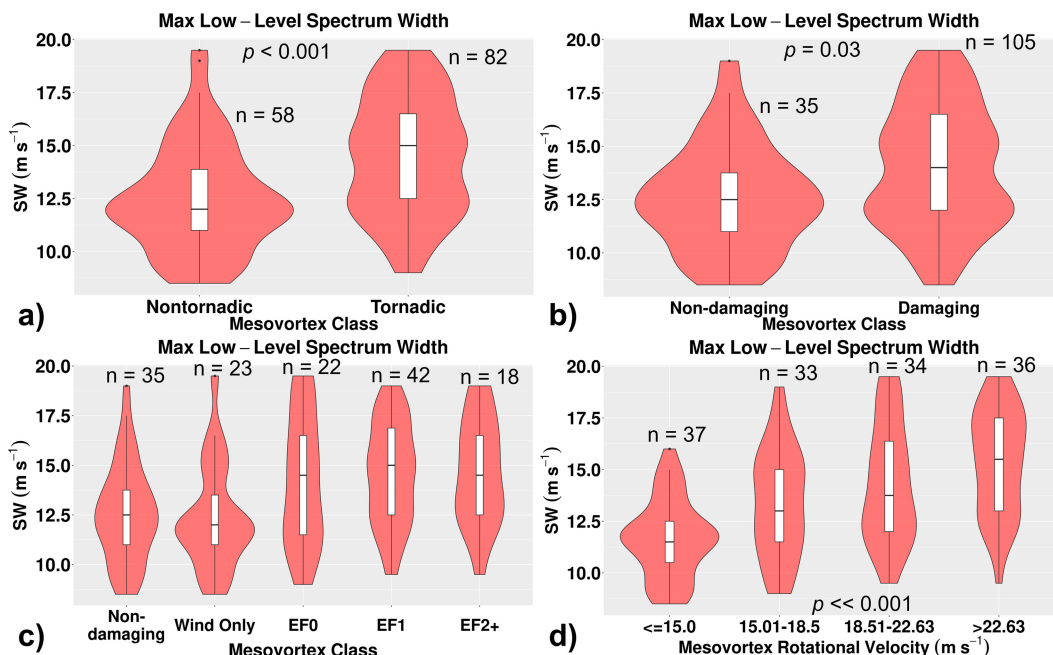 Max Low – Level Spectrum Width
20.0
17.5
15.0
12.5
10.0
SW (m s⁻¹)
p < 0.001
n = 58
n = 82
Nontornadic
Tornadic
Mesovortex Class
a)
Max Low – Level Spectrum Width
20.0
17.5
15.0
12.5
10.0
SW (m s⁻¹)
p = 0.03
n = 35
n = 105
Non-damaging
Damaging
Mesovortex Class
b)
Max Low – Level Spectrum Width
20.0
17.5
15.0
12.5
10.0
SW (m s⁻¹)
n = 35
n = 23
n = 22
n = 42
n = 18
Non-
damaging
Wind Only
EF0
EF1
EF2+
Mesovortex Class
c)
Max Low – Level Spectrum Width
20.0
17.5
15.0
12.5
10.0
SW (m s⁻¹)
n = 37
n = 33
n = 34
n = 36
p << 0.001
<=15.0
15.01-18.5
18.51-22.63
>22.63
Mesovortex Rotational Velocity (m s⁻¹)
d)